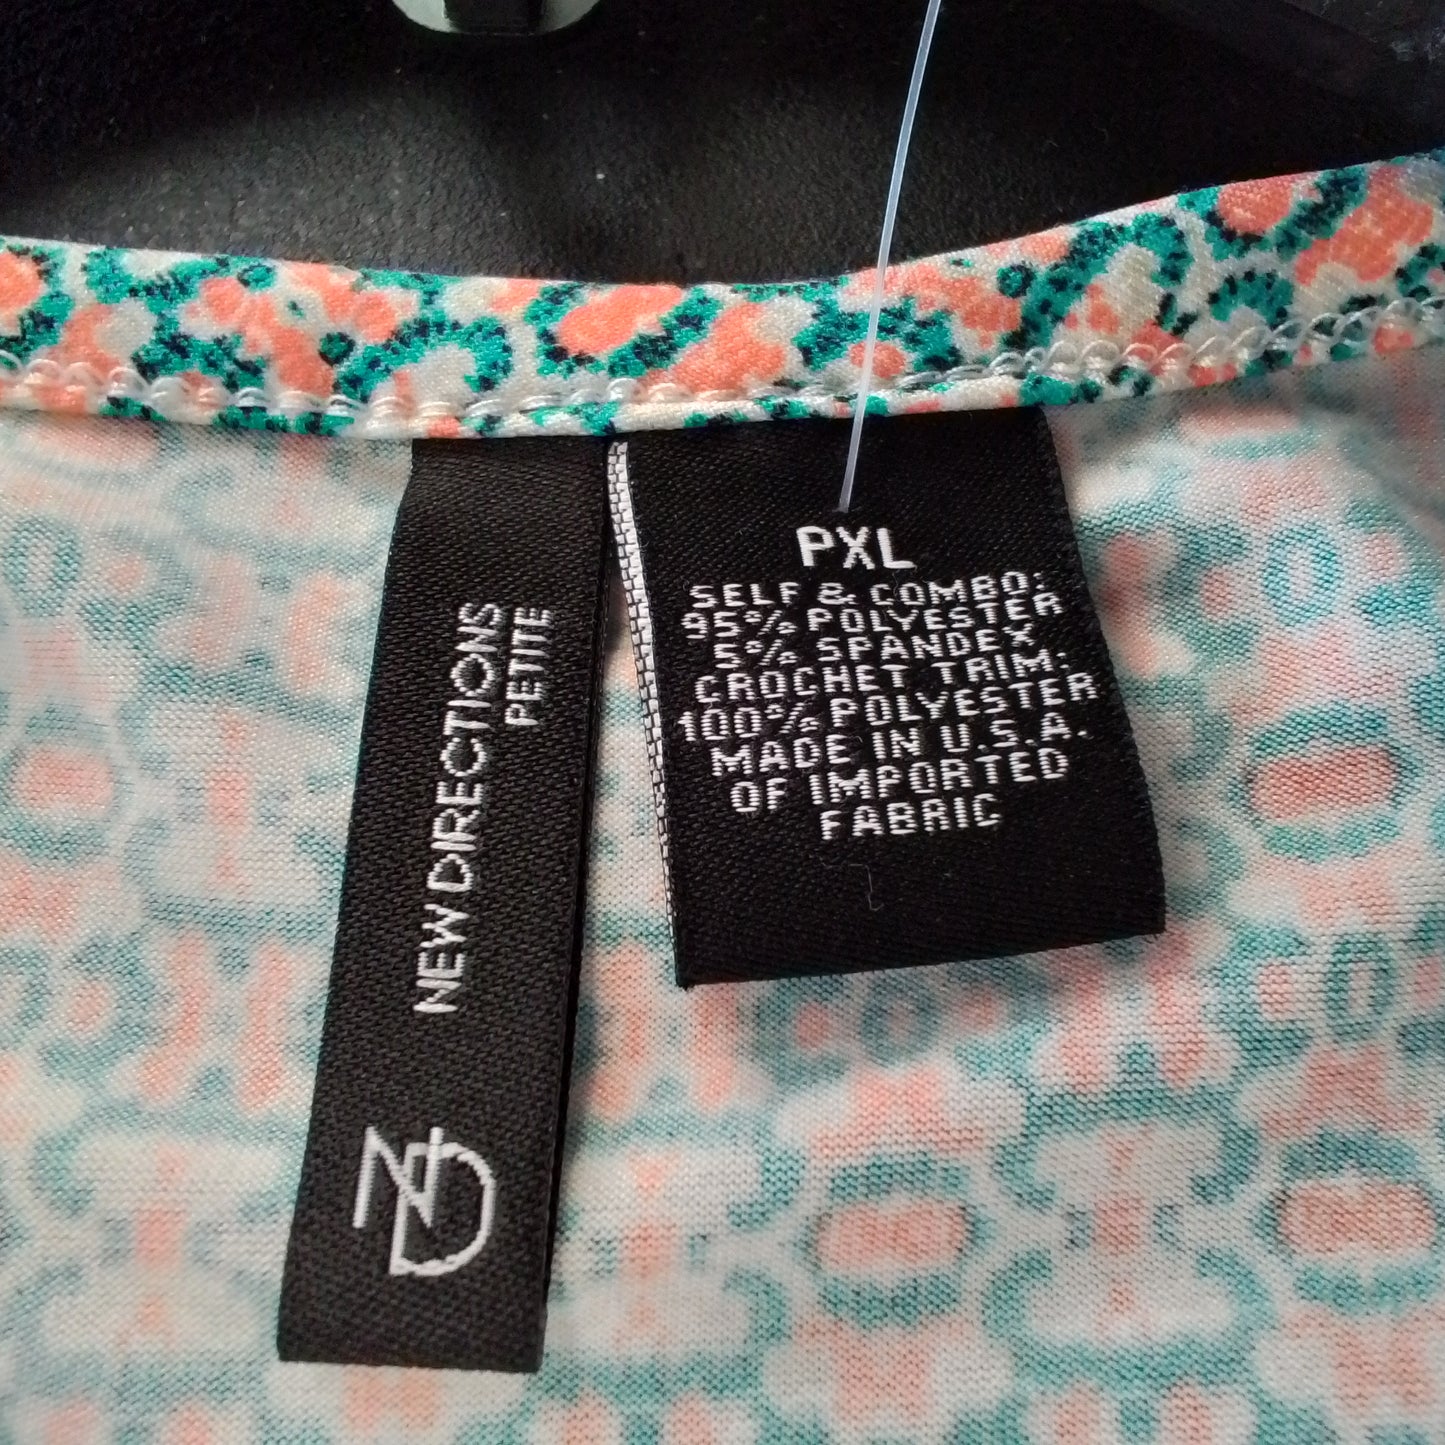 NEW DIRECTIONS
PETITE
ND
PXL
SELF & COMBO:
95% POLYESTER
5% SPANDEX
CROCHET TRIM:
100% POLYESTER
MADE IN U.S.A.
OF IMPORTED
FABRIC